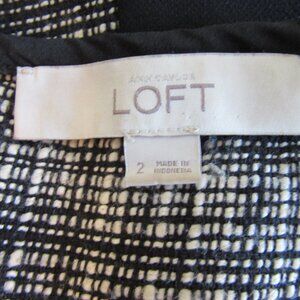 ANN TAYLOR
LOFT
2
MADE IN
INDONESIA